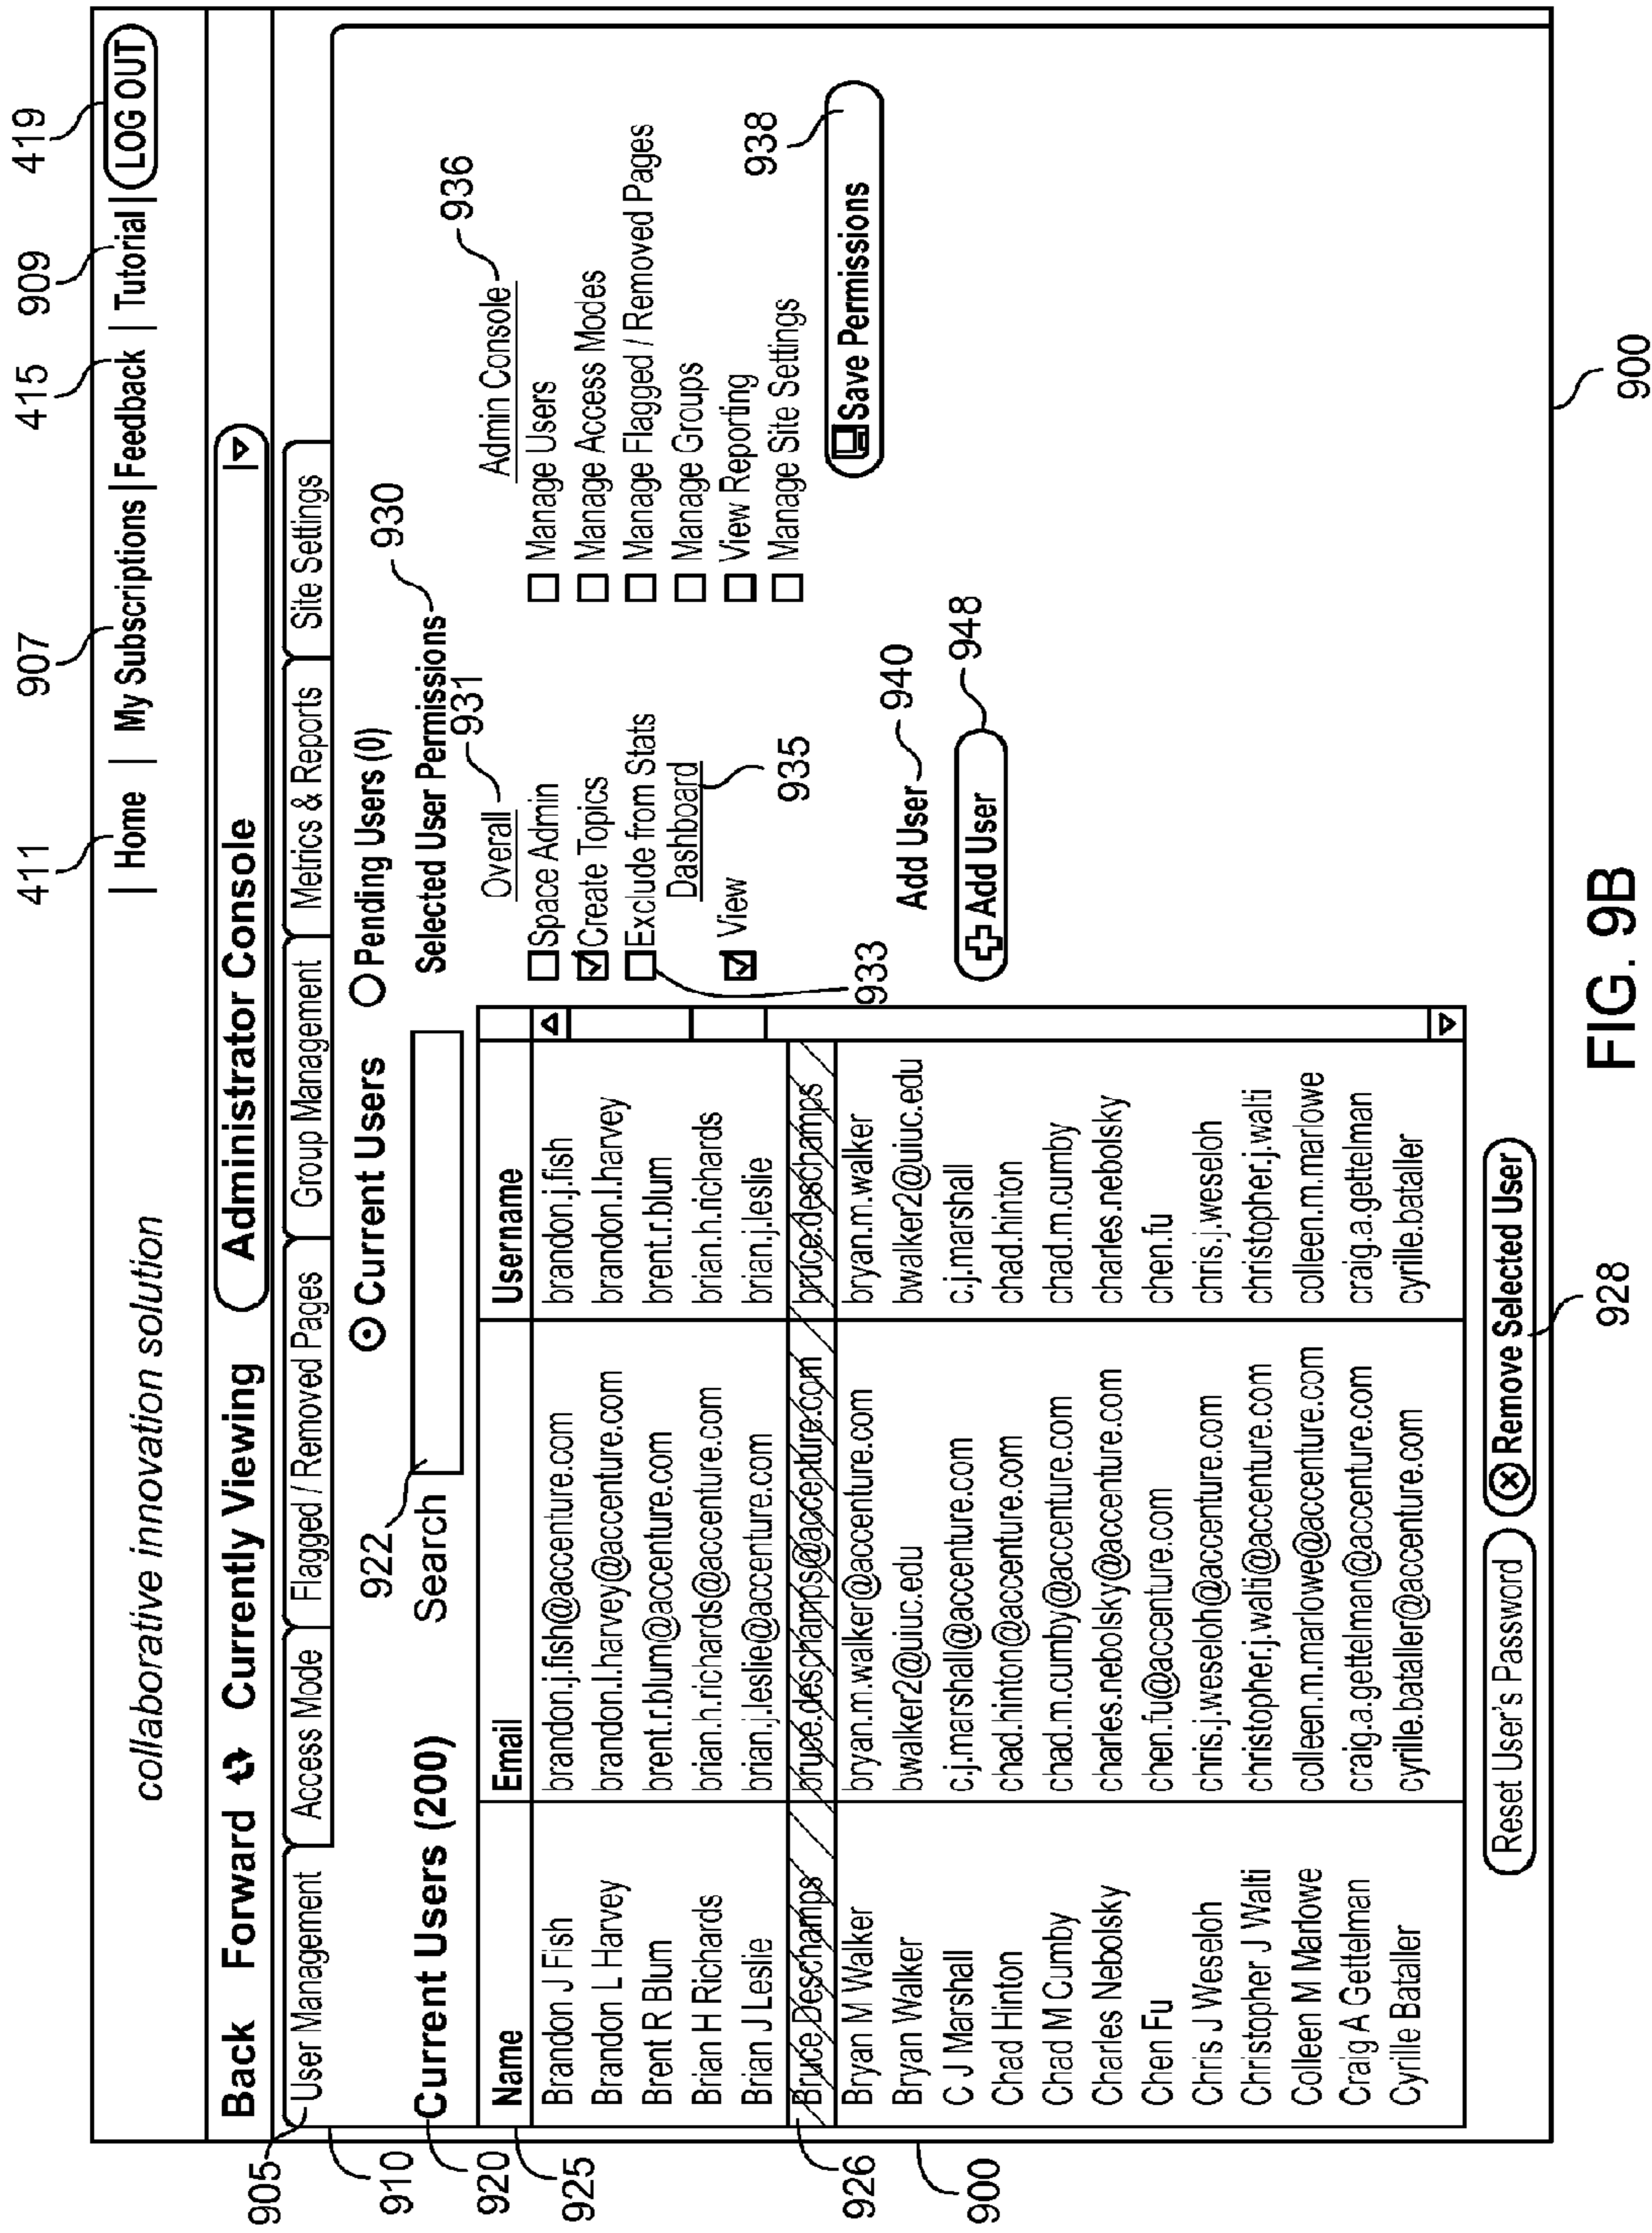 411 907 415 909 419
collaborative innovation solution
| Home | My Subscriptions | Feedback | Tutorial | LOG OUT
Back Forward Currently Viewing Administrator Console
905 User Management Access Mode Flagged / Removed Pages Group Management Metrics & Reports Site Settings
910
Current Users Pending Users (0)
920 Current Users (200) 922 Search
Selected User Permissions 930
925
Name Email Username
Brandon J Fish brandon.j.fish@accenture.com brandon.j.fish
Brandon L Harvey brandon.l.harvey@accenture.com brandon.l.harvey
Brent R Blum brent.r.blum@accenture.com brent.r.blum
Brian H Richards brian.h.richards@accenture.com brian.h.richards
Brian J Leslie brian.j.leslie@accenture.com brian.j.leslie
926 Bruce Deschamps bruce.deschamps@accenture.com bruce.deschamps
Bryan M Walker bryan.m.walker@accenture.com bryan.m.walker
Bryan Walker bwalker2@uiuc.edu bwalker2@uiuc.edu
C J Marshall c.j.marshall@accenture.com c.j.marshall
Chad Hinton chad.hinton@accenture.com chad.hinton
Chad M Cumby chad.m.cumby@accenture.com chad.m.cumby
Charles Nebolsky charles.nebolsky@accenture.com charles.nebolsky
Chen Fu chen.fu@accenture.com chen.fu
Chris J Weseloh chris.j.weseloh@accenture.com chris.j.weseloh
Christopher J Walti christopher.j.walti@accenture.com christopher.j.walti
Colleen M Marlowe colleen.m.marlowe@accenture.com colleen.m.marlowe
Craig A Gettelman craig.a.gettelman@accenture.com craig.a.gettelman
Cyrille Bataller cyrille.bataller@accenture.com cyrille.bataller
900
Reset User's Password Remove Selected User
928
Overall 931
Space Admin
Create Topics
Exclude from Stats
933
Dashboard 935
View
Add User 940
Add User 948
Admin Console 936
Manage Users
Manage Access Modes
Manage Flagged / Removed Pages
Manage Groups
View Reporting
Manage Site Settings
Save Permissions 938
900
FIG. 9B